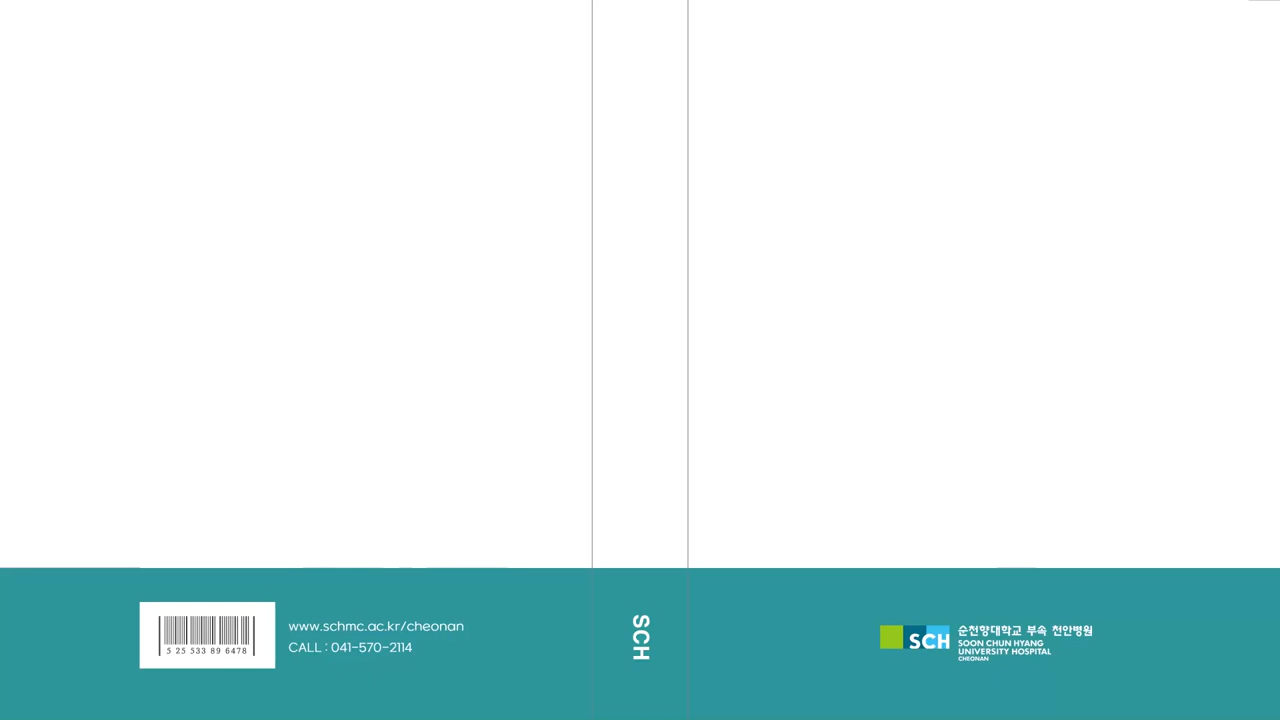 5 25 533 89 6478
www.schmc.ac.kr/cheonan
CALL : 041-570-2114
SCH
SCH
순천향대학교 부속 천안병원
SOON CHUN HYANG
UNIVERSITY HOSPITAL
CHEONAN